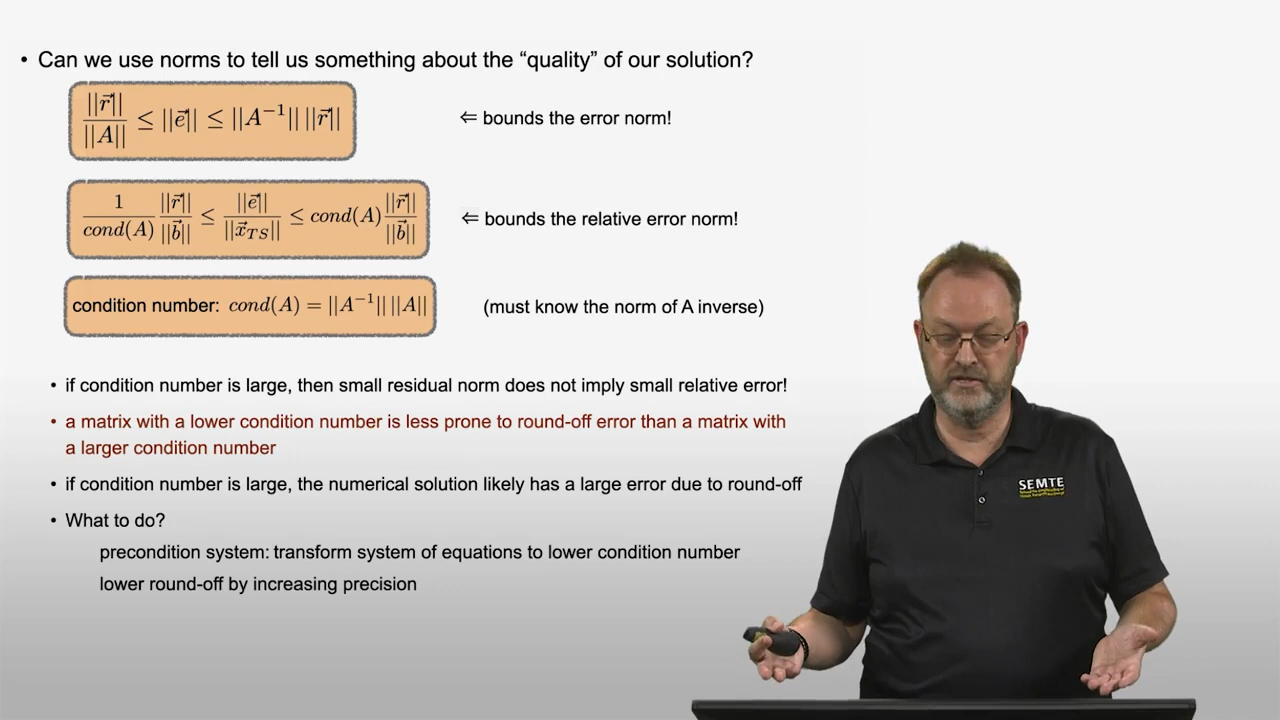 • Can we use norms to tell us something about the “quality” of our solution?
||r⃗|| / ||A|| ≤ ||e⃗|| ≤ ||A⁻¹|| ||r⃗||
⇐ bounds the error norm!
1 / cond(A) ||r⃗|| / ||b⃗|| ≤ ||e⃗|| / ||x⃗_TS|| ≤ cond(A) ||r⃗|| / ||b⃗||
⇐ bounds the relative error norm!
condition number: cond(A) = ||A⁻¹|| ||A||
(must know the norm of A inverse)
• if condition number is large, then small residual norm does not imply small relative error!
• a matrix with a lower condition number is less prone to round-off error than a matrix with
a larger condition number
• if condition number is large, the numerical solution likely has a large error due to round-off
• What to do?
precondition system: transform system of equations to lower condition number
lower round-off by increasing precision
SEMTE